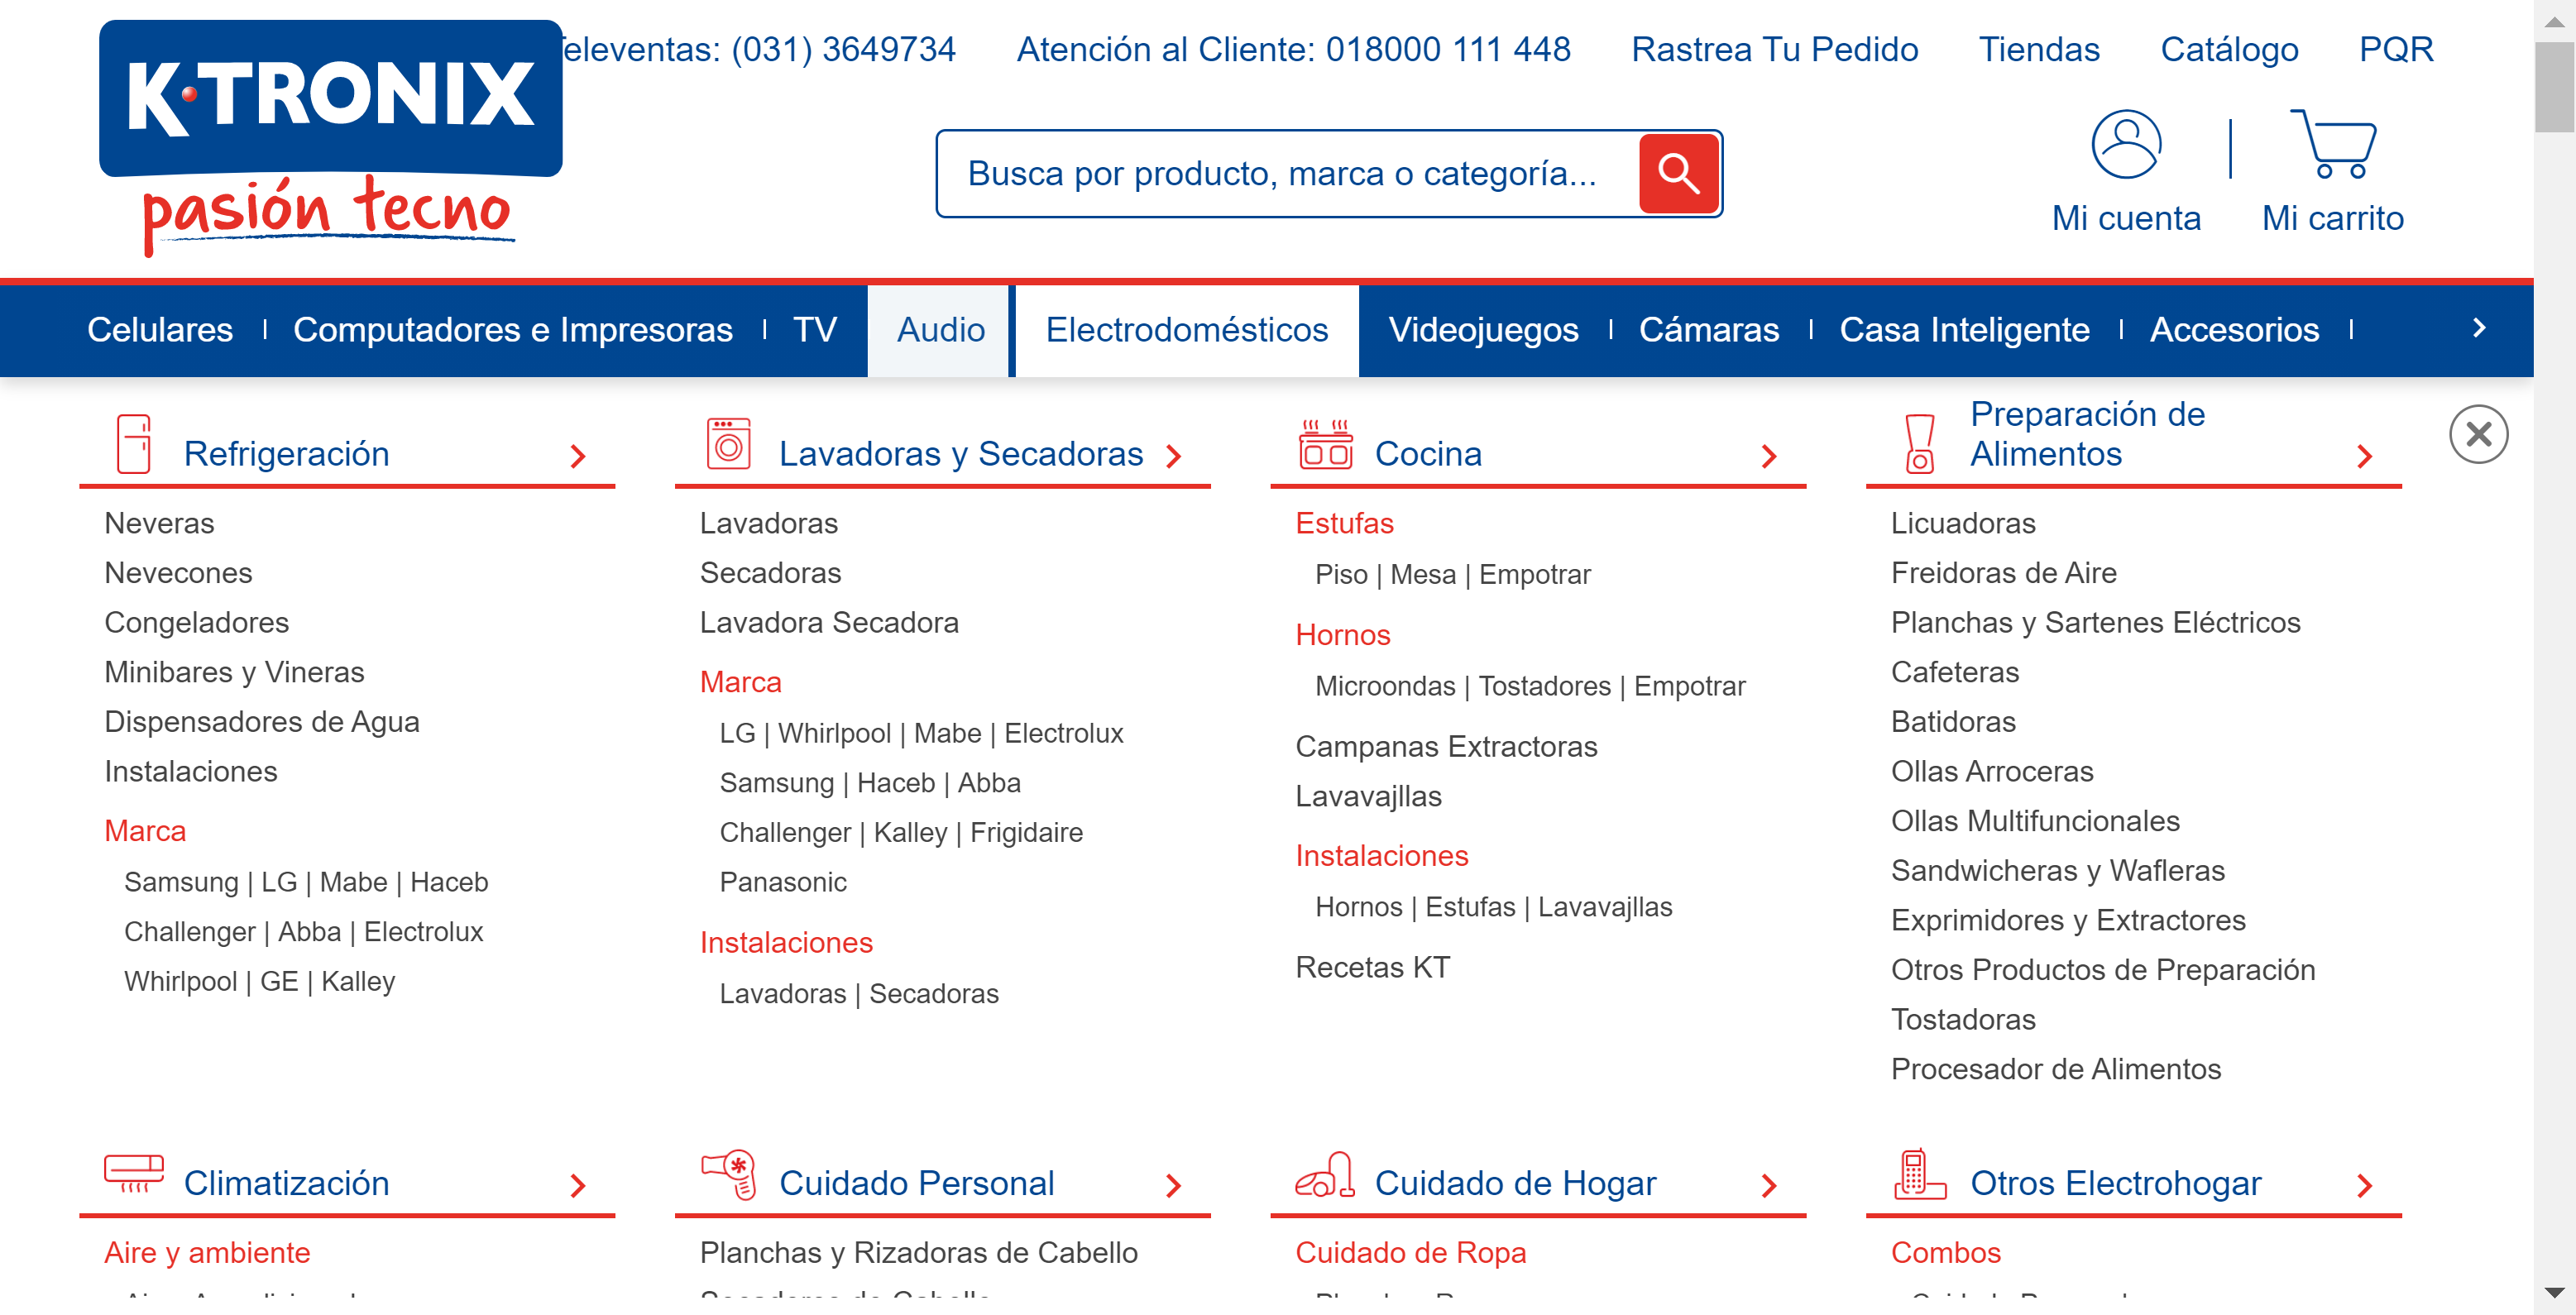 K·TRONIX
pasión tecno
Televentas: (031) 3649734 Atención al Cliente: 018000 111 448 Rastrea Tu Pedido Tiendas Catálogo PQR
Busca por producto, marca o categoría...
Mi cuenta Mi carrito
Celulares Computadores e Impresoras TV Audio Electrodomésticos Videojuegos Cámaras Casa Inteligente Accesorios
Refrigeración
Neveras
Nevecones
Congeladores
Minibares y Vineras
Dispensadores de Agua
Instalaciones
Marca
Samsung | LG | Mabe | Haceb
Challenger | Abba | Electrolux
Whirlpool | GE | Kalley
Lavadoras y Secadoras
Lavadoras
Secadoras
Lavadora Secadora
Marca
LG | Whirlpool | Mabe | Electrolux
Samsung | Haceb | Abba
Challenger | Kalley | Frigidaire
Panasonic
Instalaciones
Lavadoras | Secadoras
Cocina
Estufas
Piso | Mesa | Empotrar
Hornos
Microondas | Tostadores | Empotrar
Campanas Extractoras
Lavavajllas
Instalaciones
Hornos | Estufas | Lavavajllas
Recetas KT
Preparación de
Alimentos
Licuadoras
Freidoras de Aire
Planchas y Sartenes Eléctricos
Cafeteras
Batidoras
Ollas Arroceras
Ollas Multifuncionales
Sandwicheras y Wafleras
Exprimidores y Extractores
Otros Productos de Preparación
Tostadoras
Procesador de Alimentos
Climatización
Aire y ambiente
Cuidado Personal
Planchas y Rizadoras de Cabello
Secadores de Cabello
Cuidado de Hogar
Cuidado de Ropa
Otros Electrohogar
Combos